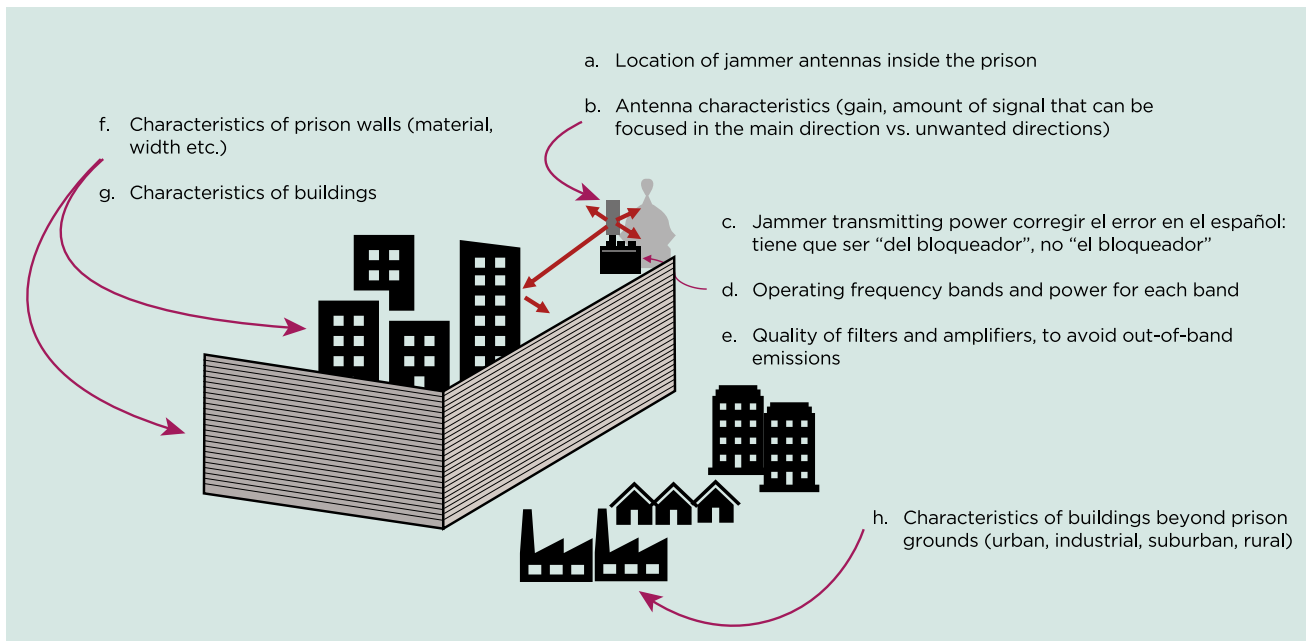 a. Location of jammer antennas inside the prison
b. Antenna characteristics (gain, amount of signal that can be
focused in the main direction vs. unwanted directions)
c. Jammer transmitting power corregir el error en el español:
tiene que ser “del bloqueador”, no “el bloqueador”
d. Operating frequency bands and power for each band
e. Quality of filters and amplifiers, to avoid out-of-band
emissions
f. Characteristics of prison walls (material,
width etc.)
g. Characteristics of buildings
h. Characteristics of buildings beyond prison
grounds (urban, industrial, suburban, rural)